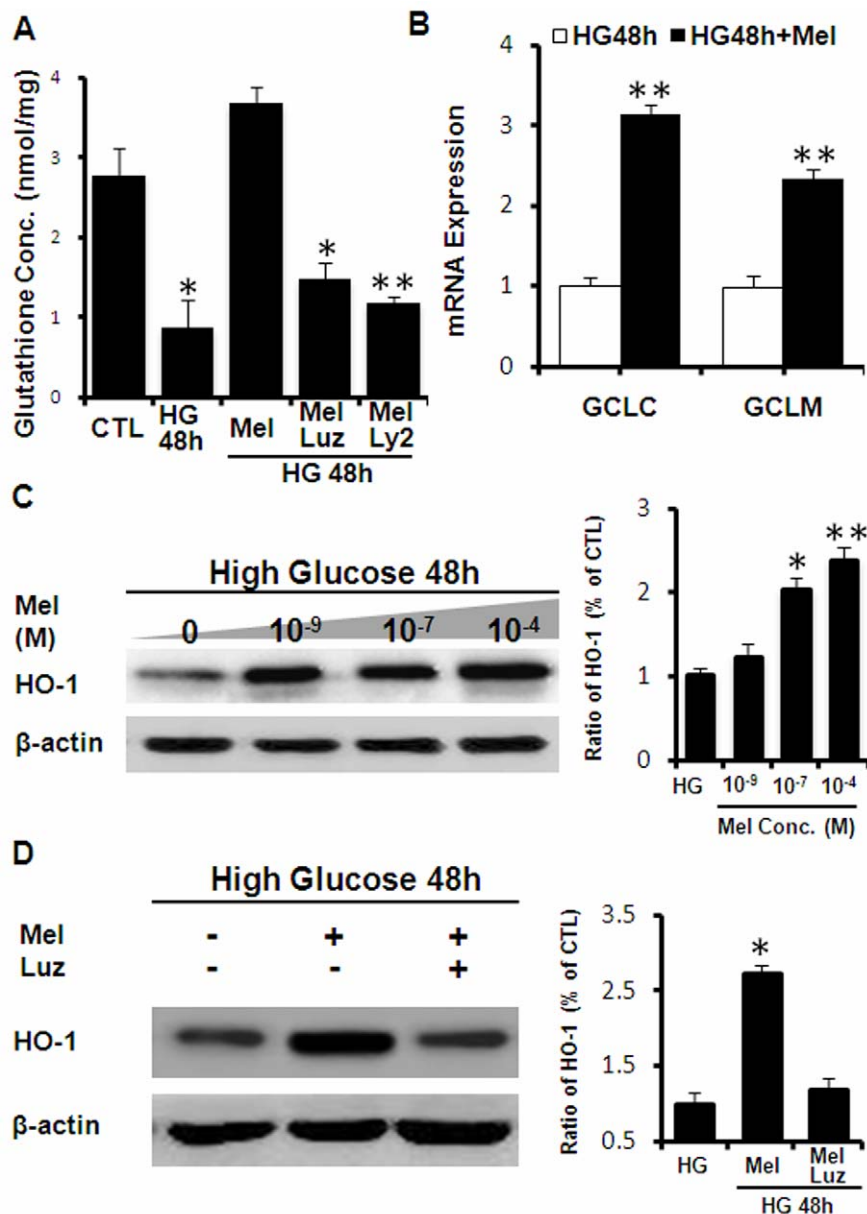 A
Glutathione Conc. (nmol/mg)
4
3
2
1
0
* * **
CTL HG 48h Mel Mel Luz Mel Ly2
HG 48h
B
HG48h HG48h+Mel
mRNA Expression
4
3
2
1
0
** **
GCLC GCLM
C
High Glucose 48h
Mel (M) 0 10⁻⁹ 10⁻⁷ 10⁻⁴
HO-1
β-actin
Ratio of HO-1 (% of CTL)
3
2
1
0
* **
HG 10⁻⁹ 10⁻⁷ 10⁻⁴
Mel Conc. (M)
D
High Glucose 48h
Mel - + +
Luz - - +
HO-1
β-actin
Ratio of HO-1 (% of CTL)
3.5
2.5
1.5
0.5
*
HG Mel Mel Luz
HG 48h